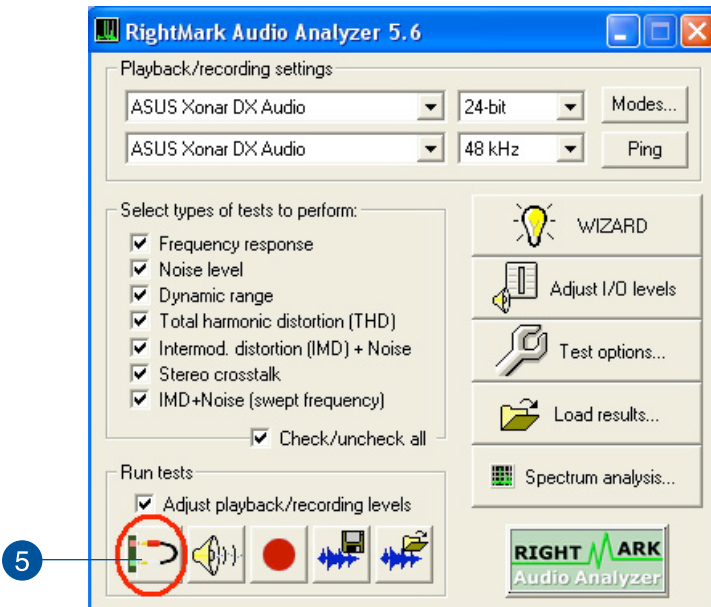 RightMark Audio Analyzer 5.6
Playback/recording settings
ASUS Xonar DX Audio
24-bit
Modes...
ASUS Xonar DX Audio
48 kHz
Ping
Select types of tests to perform:
Frequency response
Noise level
Dynamic range
Total harmonic distortion (THD)
Intermod. distortion (IMD) + Noise
Stereo crosstalk
IMD+Noise (swept frequency)
Check/uncheck all
WIZARD
Adjust I/O levels
Test options...
Load results...
Spectrum analysis...
Run tests
Adjust playback/recording levels
5
RIGHT MARK
Audio Analyzer